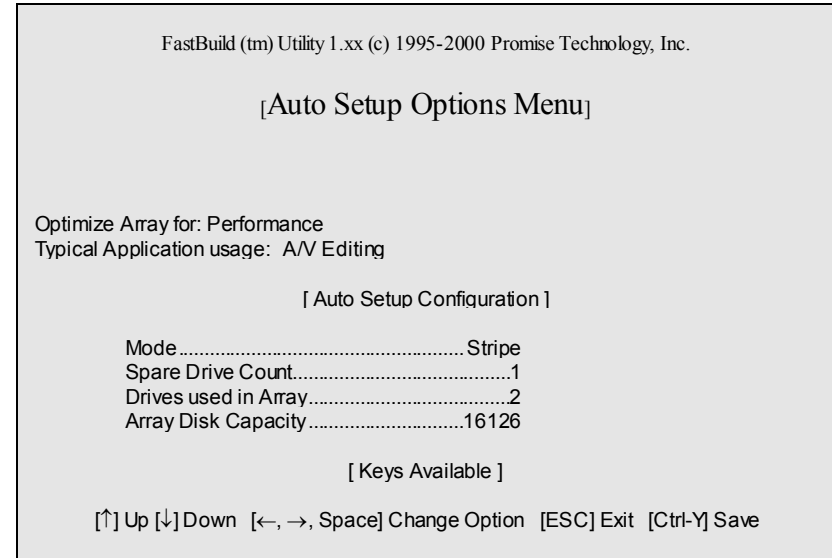 FastBuild (tm) Utility 1.xx (c) 1995-2000 Promise Technology, Inc.
[Auto Setup Options Menu]
Optimize Array for: Performance
Typical Application usage: A/V Editing
[ Auto Setup Configuration ]
Mode........................................................ Stripe
Spare Drive Count..........................................1
Drives used in Array.......................................2
Array Disk Capacity..............................16126
[ Keys Available ]
[↑] Up [↓] Down [←, →, Space] Change Option [ESC] Exit [Ctrl-Y] Save